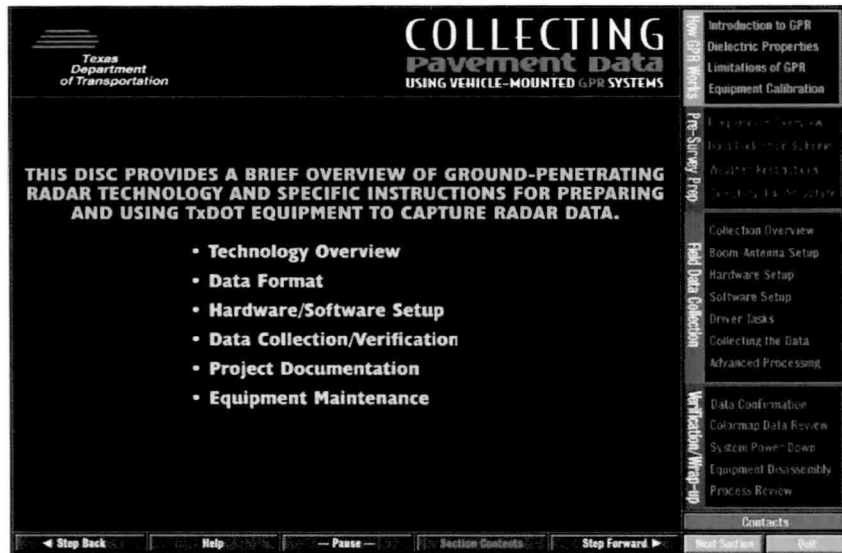 Texas
Department
of Transportation
COLLECTING
Pavement Data
USING VEHICLE-MOUNTED GPR SYSTEMS
THIS DISC PROVIDES A BRIEF OVERVIEW OF GROUND-PENETRATING
RADAR TECHNOLOGY AND SPECIFIC INSTRUCTIONS FOR PREPARING
AND USING TxDOT EQUIPMENT TO CAPTURE RADAR DATA.
• Technology Overview
• Data Format
• Hardware/Software Setup
• Data Collection/Verification
• Project Documentation
• Equipment Maintenance
How GPR Works
Introduction to GPR
Dielectric Properties
Limitations of GPR
Equipment Calibration
Pre-Survey Prep
Weather Restrictions
Field Data Collection
Collection Overview
Boom Antenna Setup
Hardware Setup
Software Setup
Driver Tasks
Collecting the Data
Advanced Processing
Verification/Wrap-up
Data Confirmation
Colormap Data Review
System Power Down
Equipment Disassembly
Process Review
Contacts
◄ Step Back
Help
— Pause —
Section Contents
Step Forward ►
Next Section
Quit